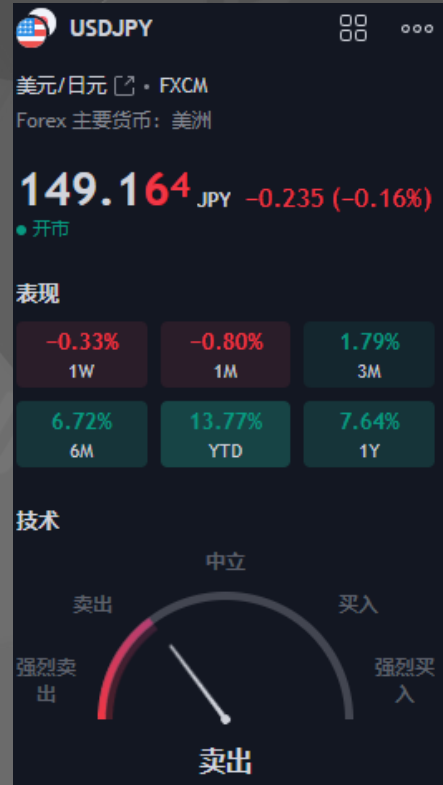 USDJPY
美元/日元 • FXCM
Forex 主要货币：美洲
149.164 JPY −0.235 (−0.16%)
开市
表现
−0.33% −0.80% 1.79%
1W 1M 3M
6.72% 13.77% 7.64%
6M YTD 1Y
技术
中立
卖出 买入
强烈卖出 强烈买入
卖出